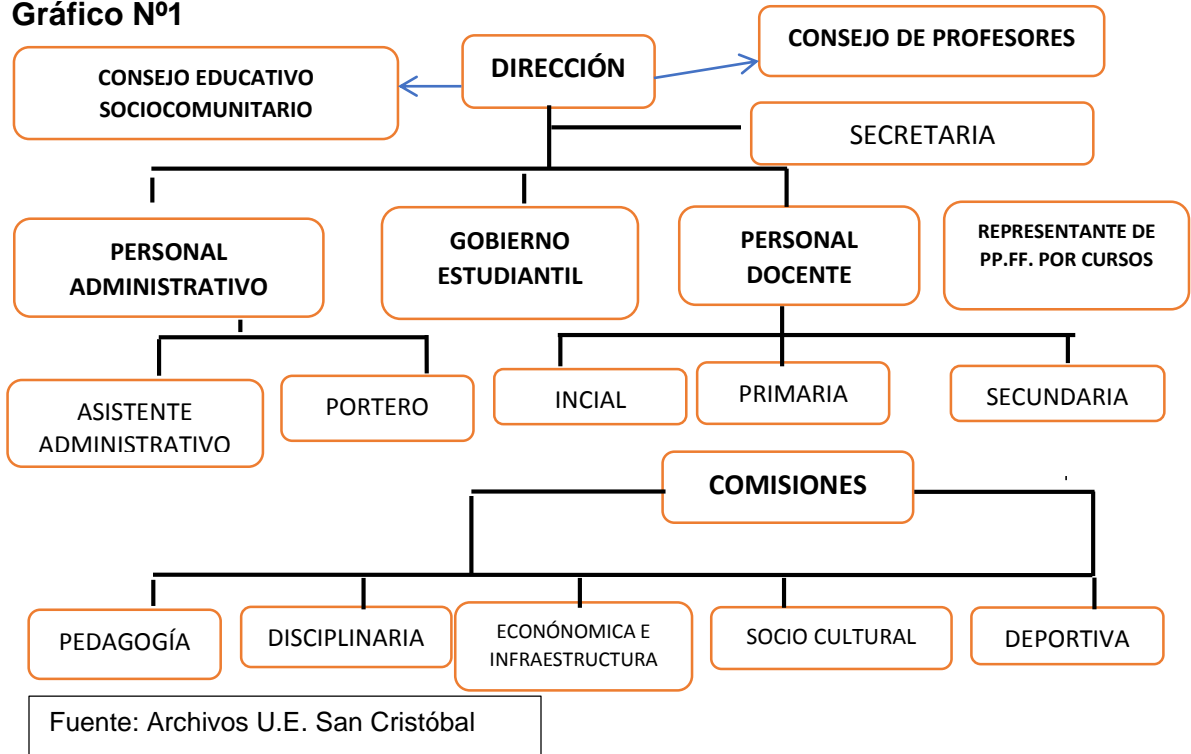 Gráfico Nº1
CONSEJO EDUCATIVO
SOCIOCOMUNITARIO
DIRECCIÓN
CONSEJO DE PROFESORES
SECRETARIA
PERSONAL
ADMINISTRATIVO
GOBIERNO
ESTUDIANTIL
PERSONAL
DOCENTE
REPRESENTANTE DE
PP.FF. POR CURSOS
ASISTENTE
ADMINISTRATIVO
PORTERO
INCIAL
PRIMARIA
SECUNDARIA
COMISIONES
PEDAGOGÍA
DISCIPLINARIA
ECONÓNOMICA E
INFRAESTRUCTURA
SOCIO CULTURAL
DEPORTIVA
Fuente: Archivos U.E. San Cristóbal